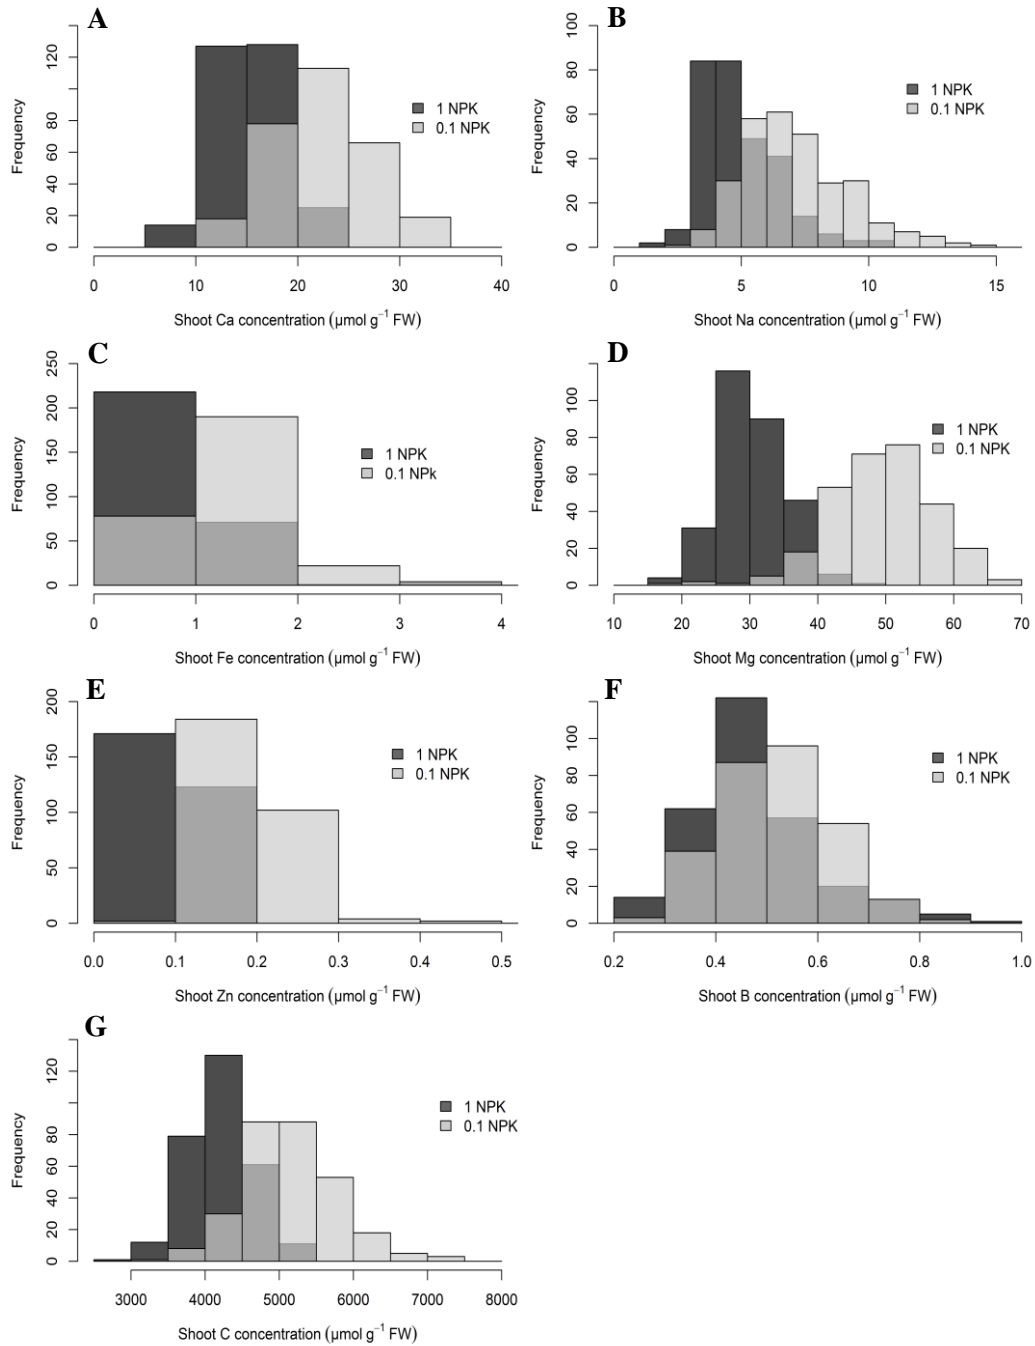 A
Frequency
120
80
60
40
20
0
1 NPK
0.1 NPK
0 10 20 30 40
Shoot Ca concentration (µmol g⁻¹ FW)
B
Frequency
100
80
60
40
20
0
1 NPK
0.1 NPK
0 5 10 15
Shoot Na concentration (µmol g⁻¹ FW)
C
Frequency
250
200
150
100
50
0
1 NPK
0.1 NPk
0 1 2 3 4
Shoot Fe concentration (µmol g⁻¹ FW)
D
Frequency
100
80
60
40
20
0
1 NPK
0.1 NPK
10 20 30 40 50 60 70
Shoot Mg concentration (µmol g⁻¹ FW)
E
Frequency
200
150
100
50
0
1 NPK
0.1 NPK
0.0 0.1 0.2 0.3 0.4 0.5
Shoot Zn concentration (µmol g⁻¹ FW)
F
Frequency
100
80
60
40
20
0
1 NPK
0.1 NPK
0.2 0.4 0.6 0.8 1.0
Shoot B concentration (µmol g⁻¹ FW)
G
Frequency
120
80
60
40
20
0
1 NPK
0.1 NPK
3000 4000 5000 6000 7000 8000
Shoot C concentration (µmol g⁻¹ FW)